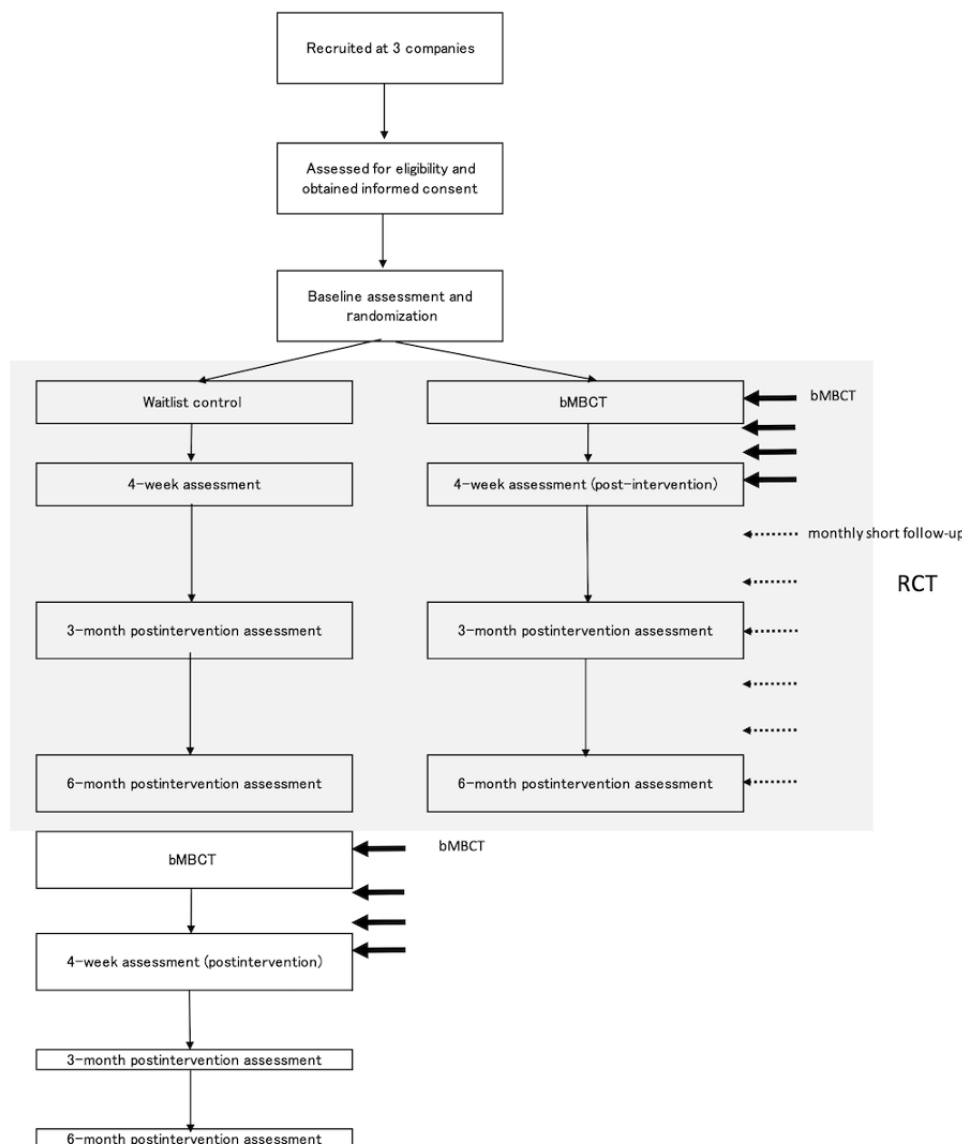 Recruited at 3 companies
Assessed for eligibility and
obtained informed consent
Baseline assessment and
randomization
Waitlist control
bMBCT
bMBCT
4-week assessment
4-week assessment (post-intervention)
monthly short follow-up
RCT
3-month postintervention assessment
3-month postintervention assessment
6-month postintervention assessment
6-month postintervention assessment
bMBCT
bMBCT
4-week assessment (postintervention)
3-month postintervention assessment
6-month postintervention assessment